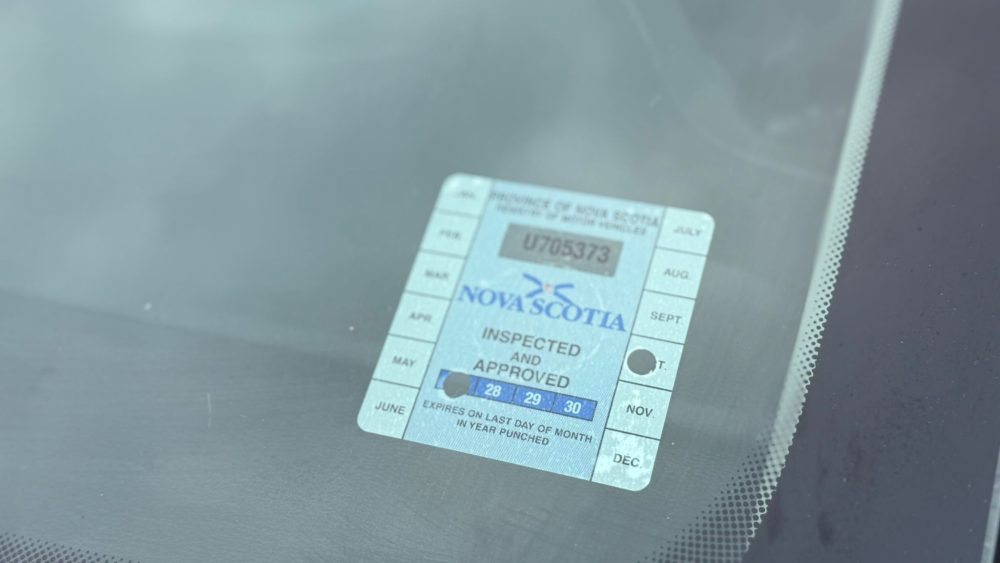 JAN.
PROVINCE OF NOVA SCOTIA
REGISTRY OF MOTOR VEHICLES
JULY
FEB.
U705373
AUG.
MAR
NOVA SCOTIA
SEPT.
APR
INSPECTED
AND
APPROVED
T.
MAY
28 29 30
NOV.
JUNE
EXPIRES ON LAST DAY OF MONTH
IN YEAR PUNCHED
DEC.